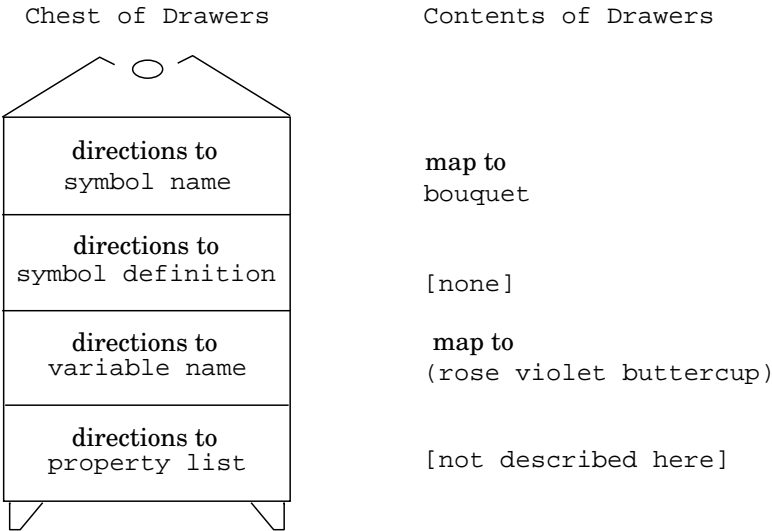 Chest of Drawers
Contents of Drawers
directions to
symbol name
map to
bouquet
directions to
symbol definition
[none]
directions to
variable name
map to
(rose violet buttercup)
directions to
property list
[not described here]